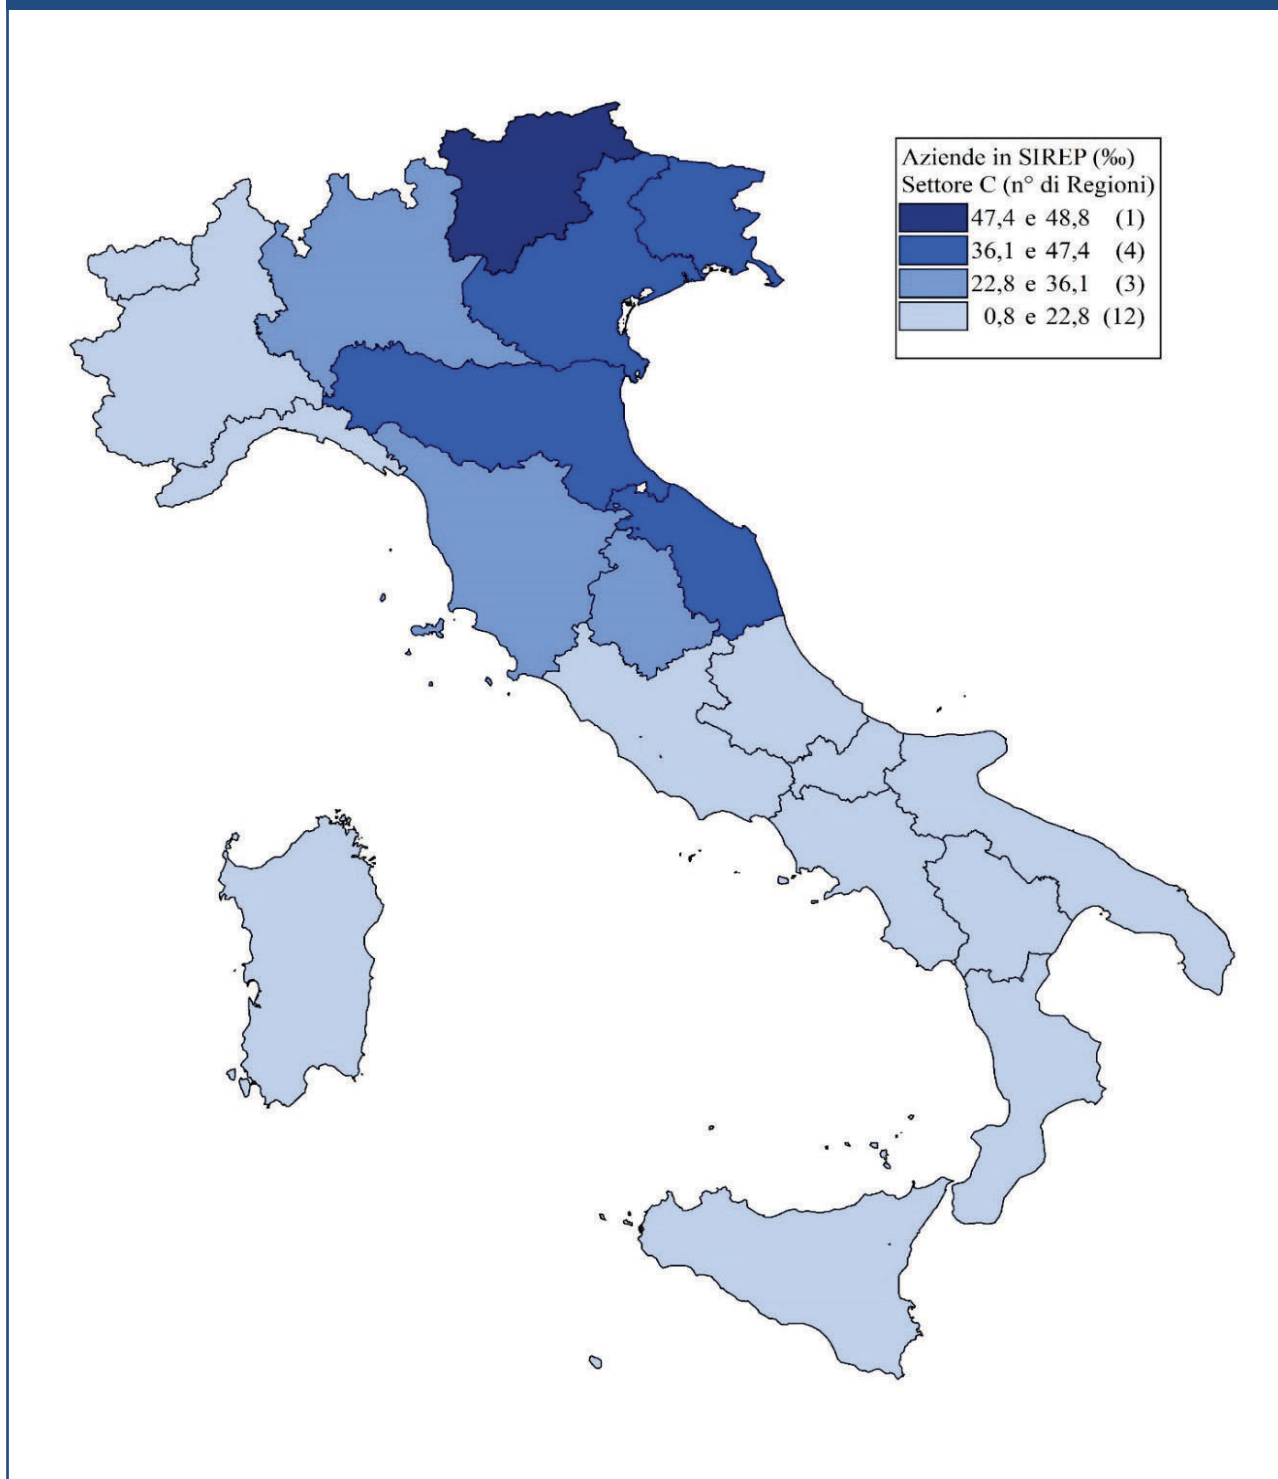 Aziende in SIREP (‰)
Settore C (n° di Regioni)
47,4 e 48,8 (1)
36,1 e 47,4 (4)
22,8 e 36,1 (3)
0,8 e 22,8 (12)